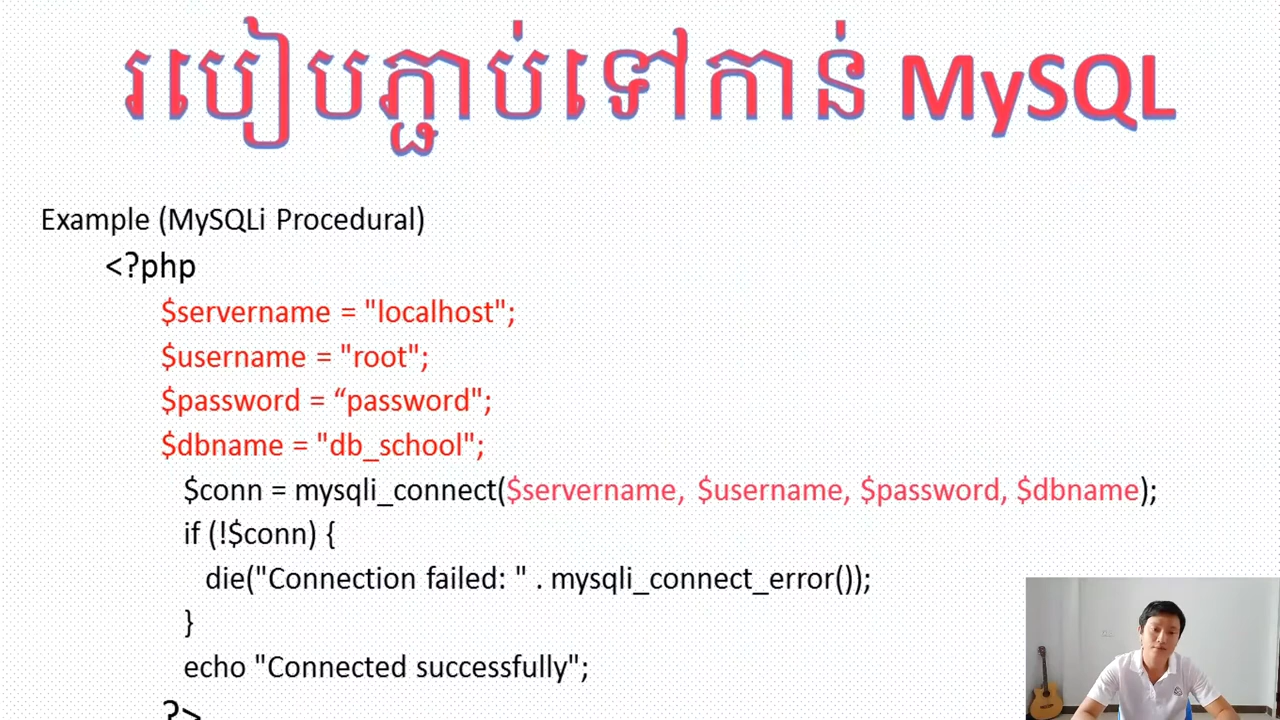 របៀបភ្ជាប់ទៅកាន់ MySQL
Example (MySQLi Procedural)
<?php
$servername = "localhost";
$username = "root";
$password = “password";
$dbname = "db_school";
$conn = mysqli_connect($servername, $username, $password, $dbname);
if (!$conn) {
die("Connection failed: " . mysqli_connect_error());
}
echo "Connected successfully";
?>